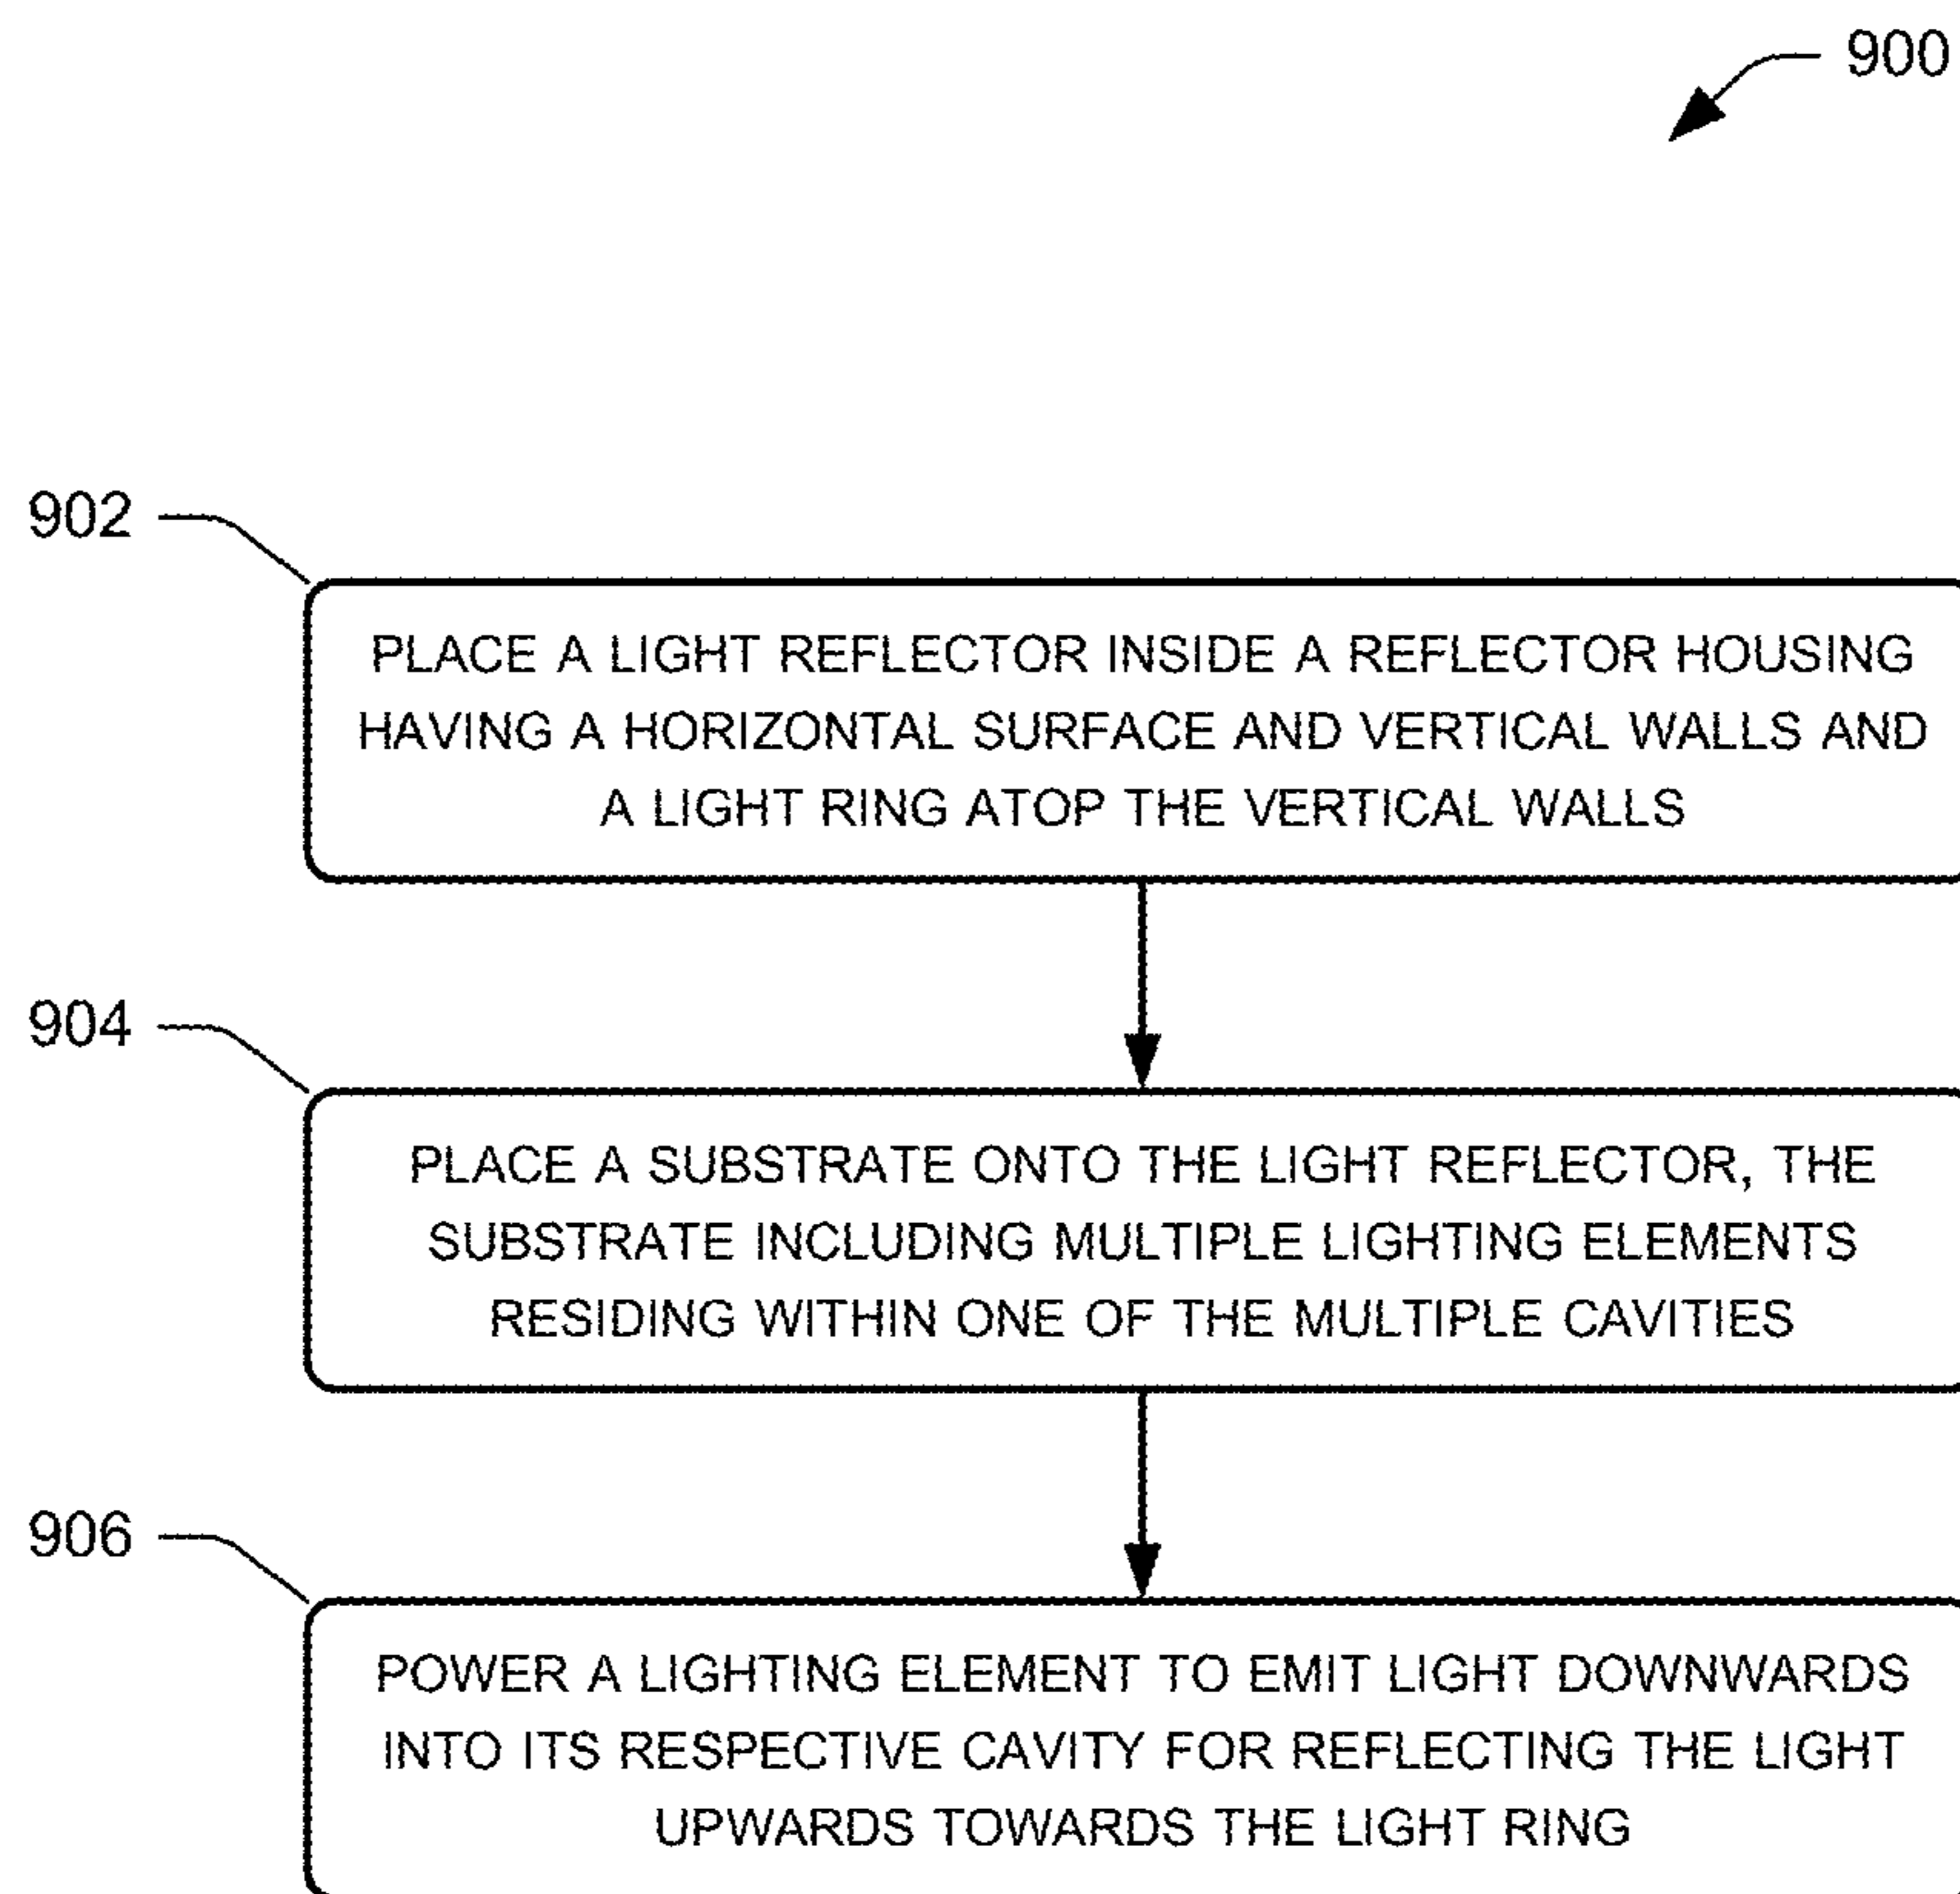 900
902
PLACE A LIGHT REFLECTOR INSIDE A REFLECTOR HOUSING
HAVING A HORIZONTAL SURFACE AND VERTICAL WALLS AND
A LIGHT RING ATOP THE VERTICAL WALLS
904
PLACE A SUBSTRATE ONTO THE LIGHT REFLECTOR, THE
SUBSTRATE INCLUDING MULTIPLE LIGHTING ELEMENTS
RESIDING WITHIN ONE OF THE MULTIPLE CAVITIES
906
POWER A LIGHTING ELEMENT TO EMIT LIGHT DOWNWARDS
INTO ITS RESPECTIVE CAVITY FOR REFLECTING THE LIGHT
UPWARDS TOWARDS THE LIGHT RING